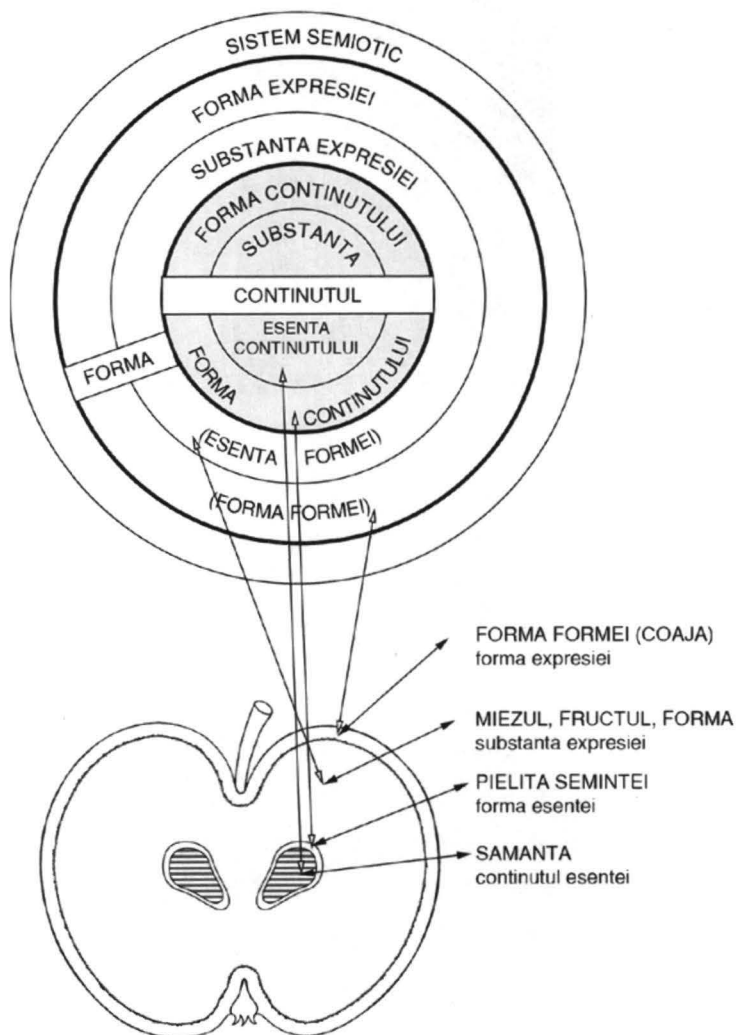 SISTEM SEMIOTIC
FORMA EXPRESIEI
SUBSTANTA EXPRESIEI
FORMA CONTINUTULUI
SUBSTANTA
CONTINUTUL
ESENTA
CONTINUTULUI
FORMA CONTINUTULUI
FORMA
(ESENTA FORMEI)
(FORMA FORMEI)
FORMA FORMEI (COAJA)
forma expresiei
MIEZUL, FRUCTUL, FORMA
substanta expresiei
PIELITA SEMINTEI
forma esentei
SAMANTA
continutul esentei